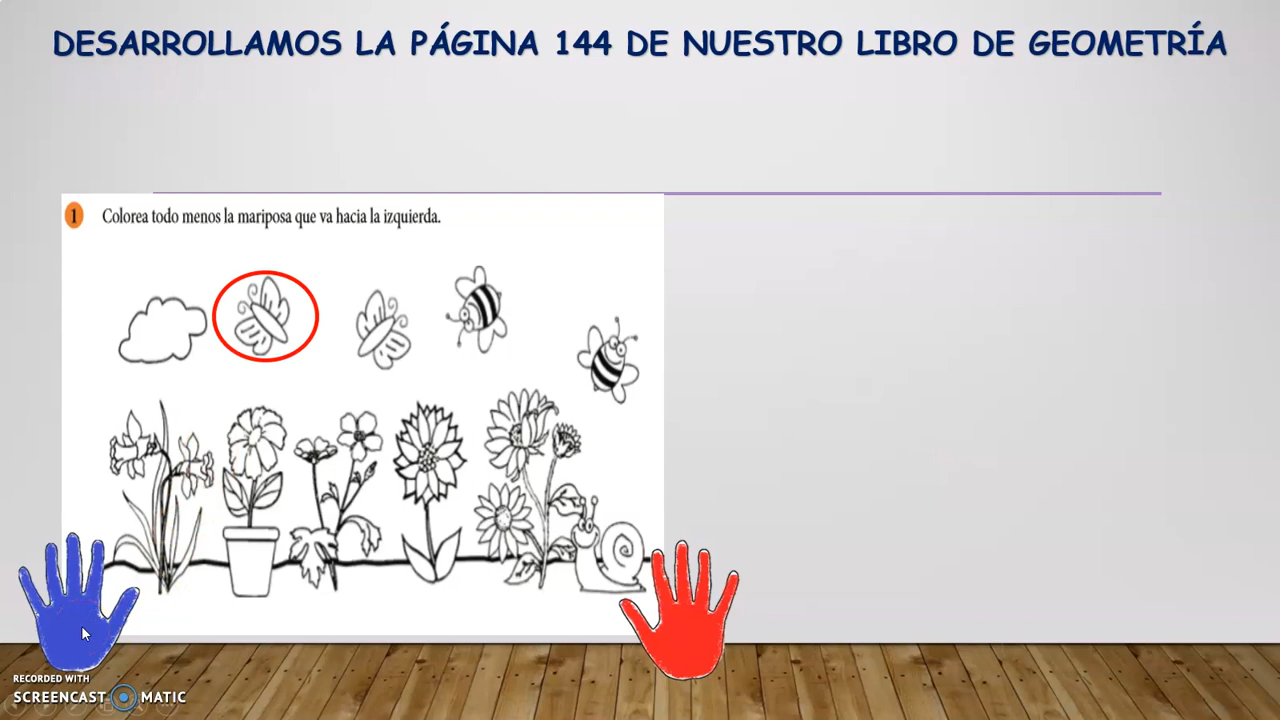 DESARROLLAMOS LA PÁGINA 144 DE NUESTRO LIBRO DE GEOMETRÍA
1 Colorea todo menos la mariposa que va hacia la izquierda.
RECORDED WITH
SCREENCAST MATIC